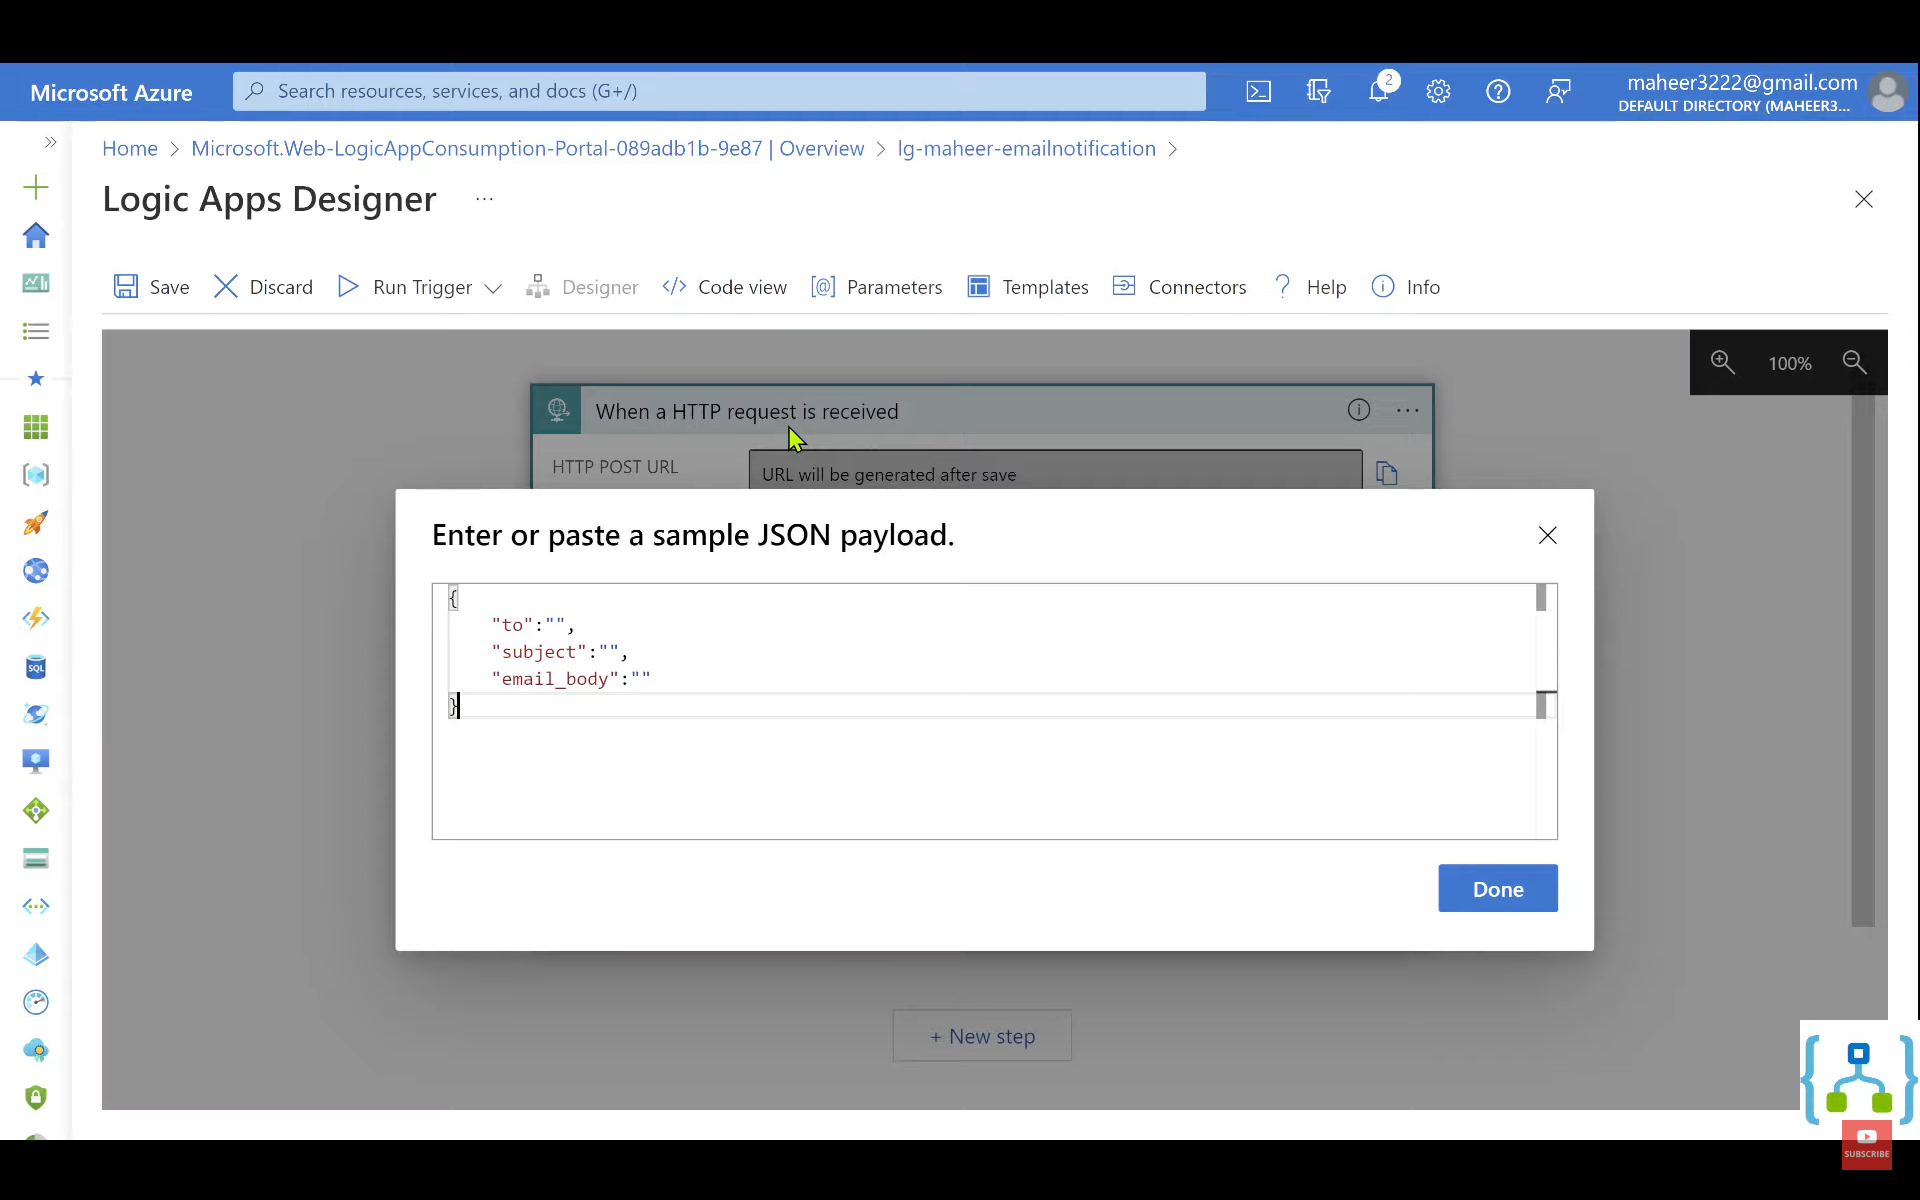 Microsoft Azure
Search resources, services, and docs (G+/)
2
maheer3222@gmail.com
DEFAULT DIRECTORY (MAHEER3...
Home > Microsoft.Web-LogicAppConsumption-Portal-089adb1b-9e87 | Overview > lg-maheer-emailnotification >
Logic Apps Designer ...
Save Discard Run Trigger Designer Code view Parameters Templates Connectors Help Info
100%
When a HTTP request is received
HTTP POST URL
URL will be generated after save
Enter or paste a sample JSON payload.
{
"to":"",
"subject":"",
"email_body":""
}
Done
+ New step
SQL
SUBSCRIBE